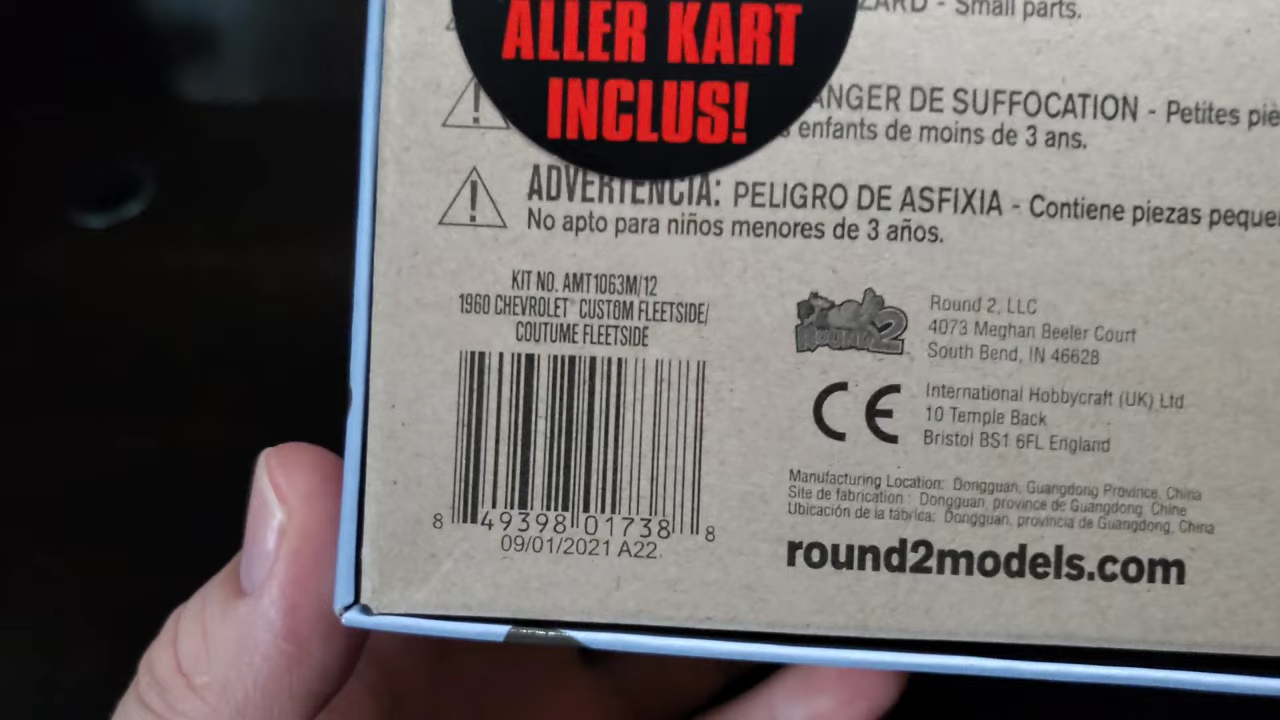 ALLER KART
INCLUS!
ZARD - Small parts.
ANGER DE SUFFOCATION - Petites piè
s enfants de moins de 3 ans.
ADVERTENCIA: PELIGRO DE ASFIXIA - Contiene piezas peque
No apto para niños menores de 3 años.
KIT NO. AMT1063M/12
1960 CHEVROLET® CUSTOM FLEETSIDE/
COUTUME FLEETSIDE
8 49398 01738 8
09/01/2021 A22
ROUND 2
Round 2, LLC
4073 Meghan Beeler Court
South Bend, IN 46628
CE
International Hobbycraft (UK) Ltd.
10 Temple Back
Bristol BS1 6FL England
Manufacturing Location: Dongguan, Guangdong Province, China
Site de fabrication : Dongguan, province de Guangdong, Chine
Ubicación de la fábrica: Dongguan, provincia de Guangdong, China
round2models.com